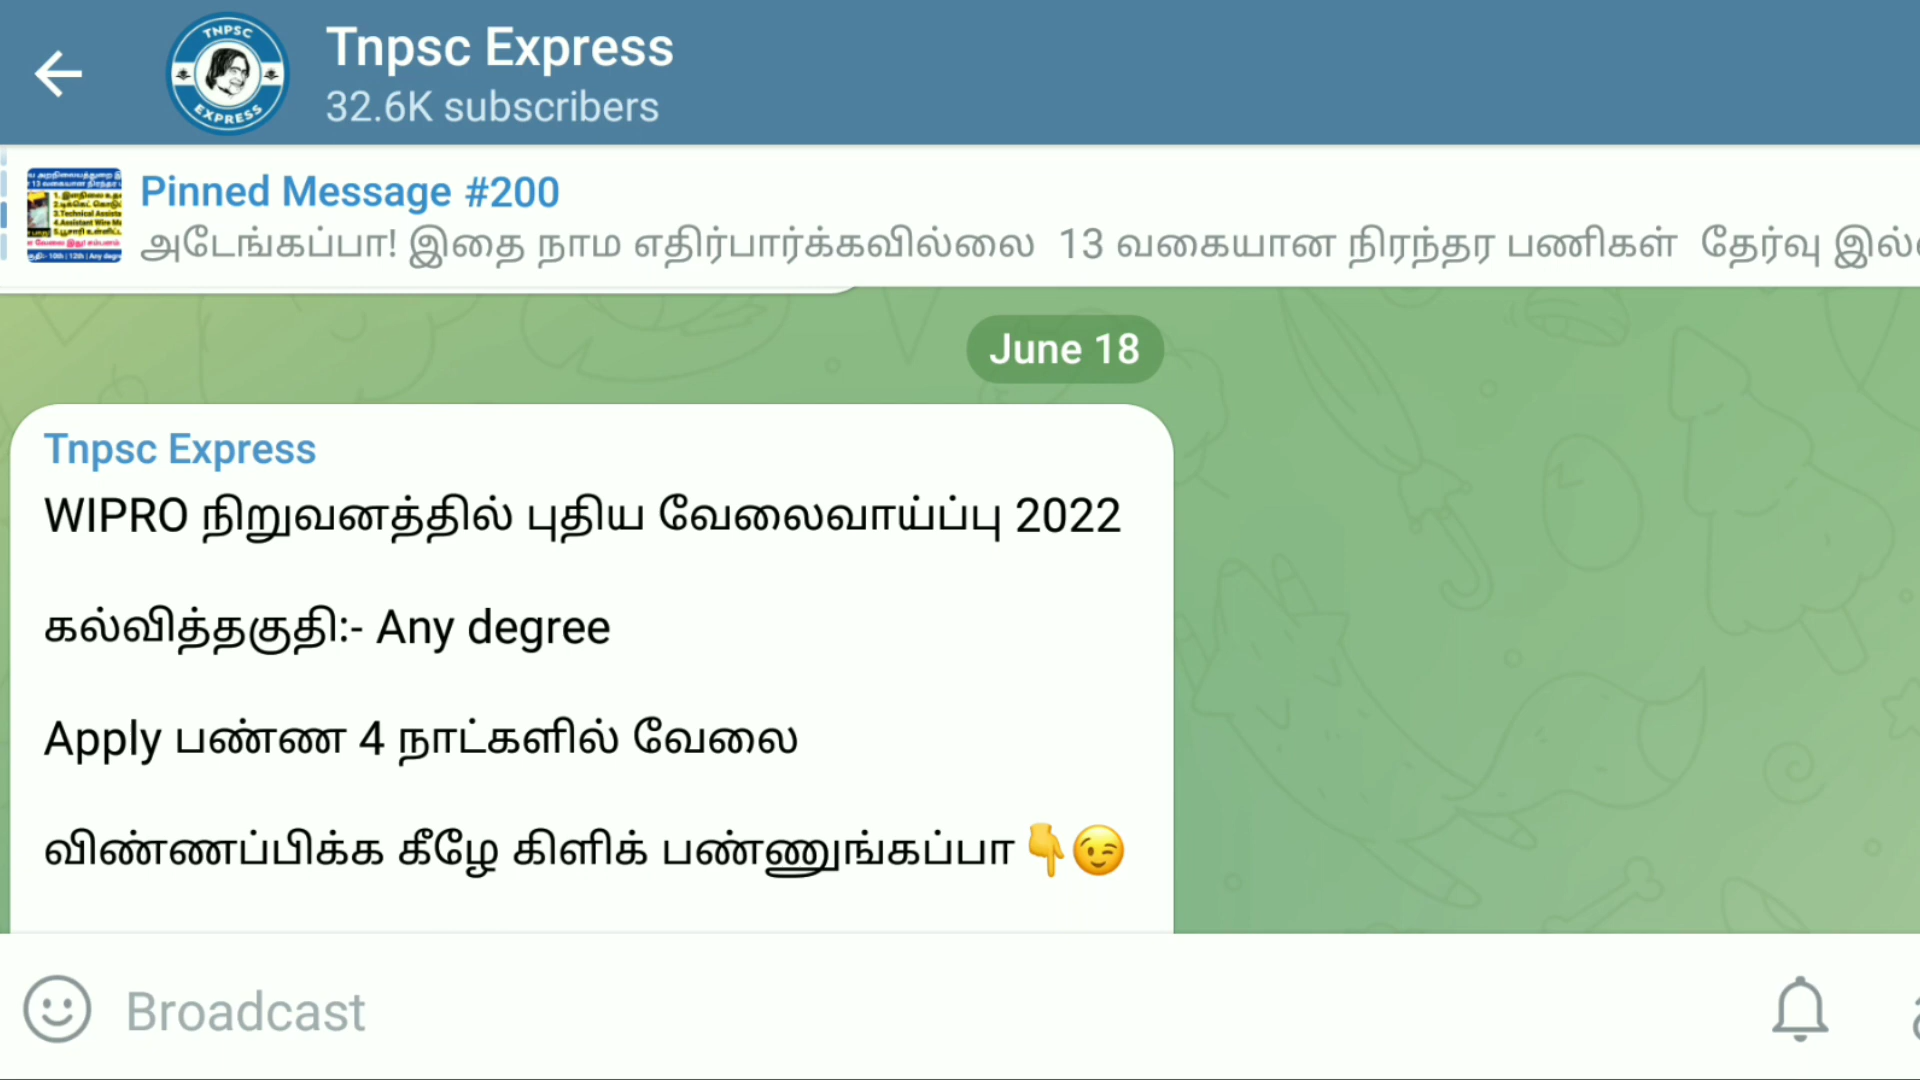 TNPSC
EXPRESS
Tnpsc Express
32.6K subscribers
Pinned Message #200
அடேங்கப்பா! இதை நாம எதிர்பார்க்கவில்லை 13 வகையான நிரந்தர பணிகள் தேர்வு
June 18
Tnpsc Express
WIPRO நிறுவனத்தில் புதிய வேலைவாய்ப்பு 2022
கல்வித்தகுதி:- Any degree
Apply பண்ண 4 நாட்களில் வேலை
விண்ணப்பிக்க கீழே கிளிக் பண்ணுங்கப்பா 👇😉
Broadcast